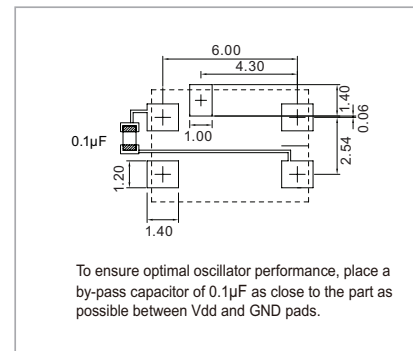 6.00
4.30
1.40
0.06
0.1µF
1.00
2.54
1.20
1.40
To ensure optimal oscillator performance, place a
by-pass capacitor of 0.1µF as close to the part as
possible between Vdd and GND pads.